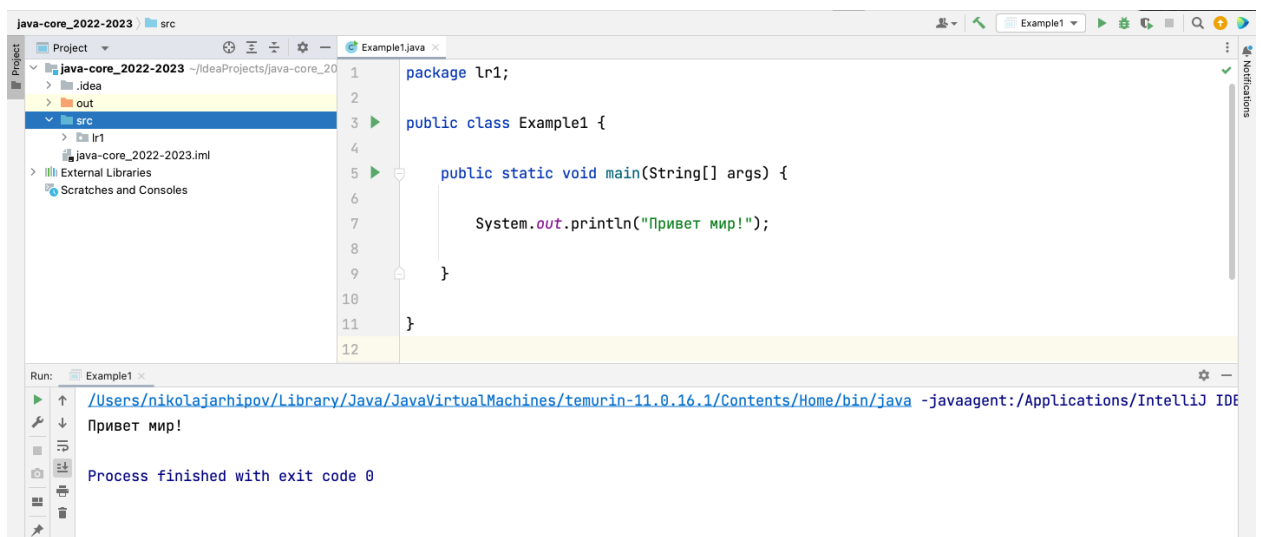 java-core_2022-2023 src
Example1
Project
Project
Example1.java
Notifications
java-core_2022-2023 ~/IdeaProjects/java-core_20
.idea
out
src
lr1
java-core_2022-2023.iml
External Libraries
Scratches and Consoles
1 package lr1;
2
3 public class Example1 {
4
5 public static void main(String[] args) {
6
7 System.out.println("Привет мир!");
8
9 }
10
11 }
12
Run: Example1
/Users/nikolajarhipov/Library/Java/JavaVirtualMachines/temurin-11.0.16.1/Contents/Home/bin/java -javaagent:/Applications/IntelliJ IDE
Привет мир!
Process finished with exit code 0